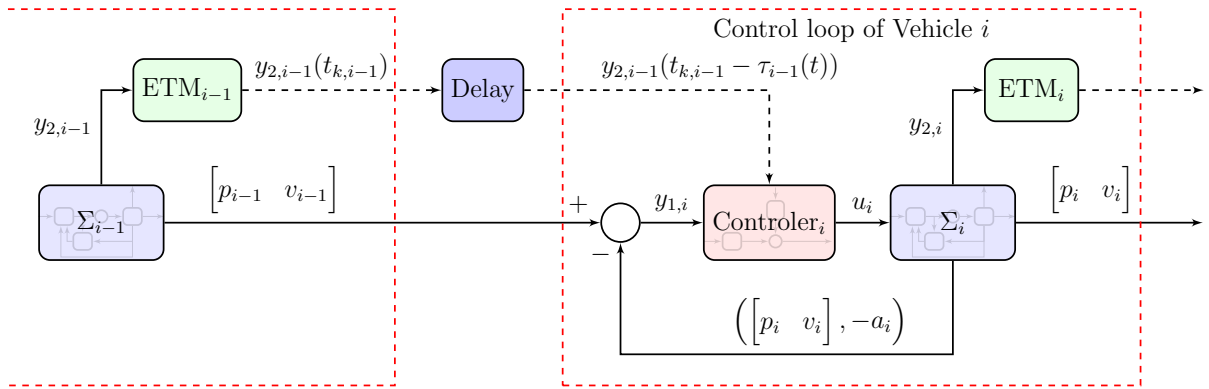 Control loop of Vehicle i
y_{2,i−1}(t_{k,i−1})
y_{2,i−1}(t_{k,i−1} − τ_{i−1}(t))
ETM_{i−1}
Delay
ETM_i
y_{2,i−1}
y_{2,i}
[p_{i−1} v_{i−1}]
[p_i v_i]
+
y_{1,i}
u_i
Σ_{i−1}
Controler_i
Σ_i
−
([p_i v_i], −a_i)